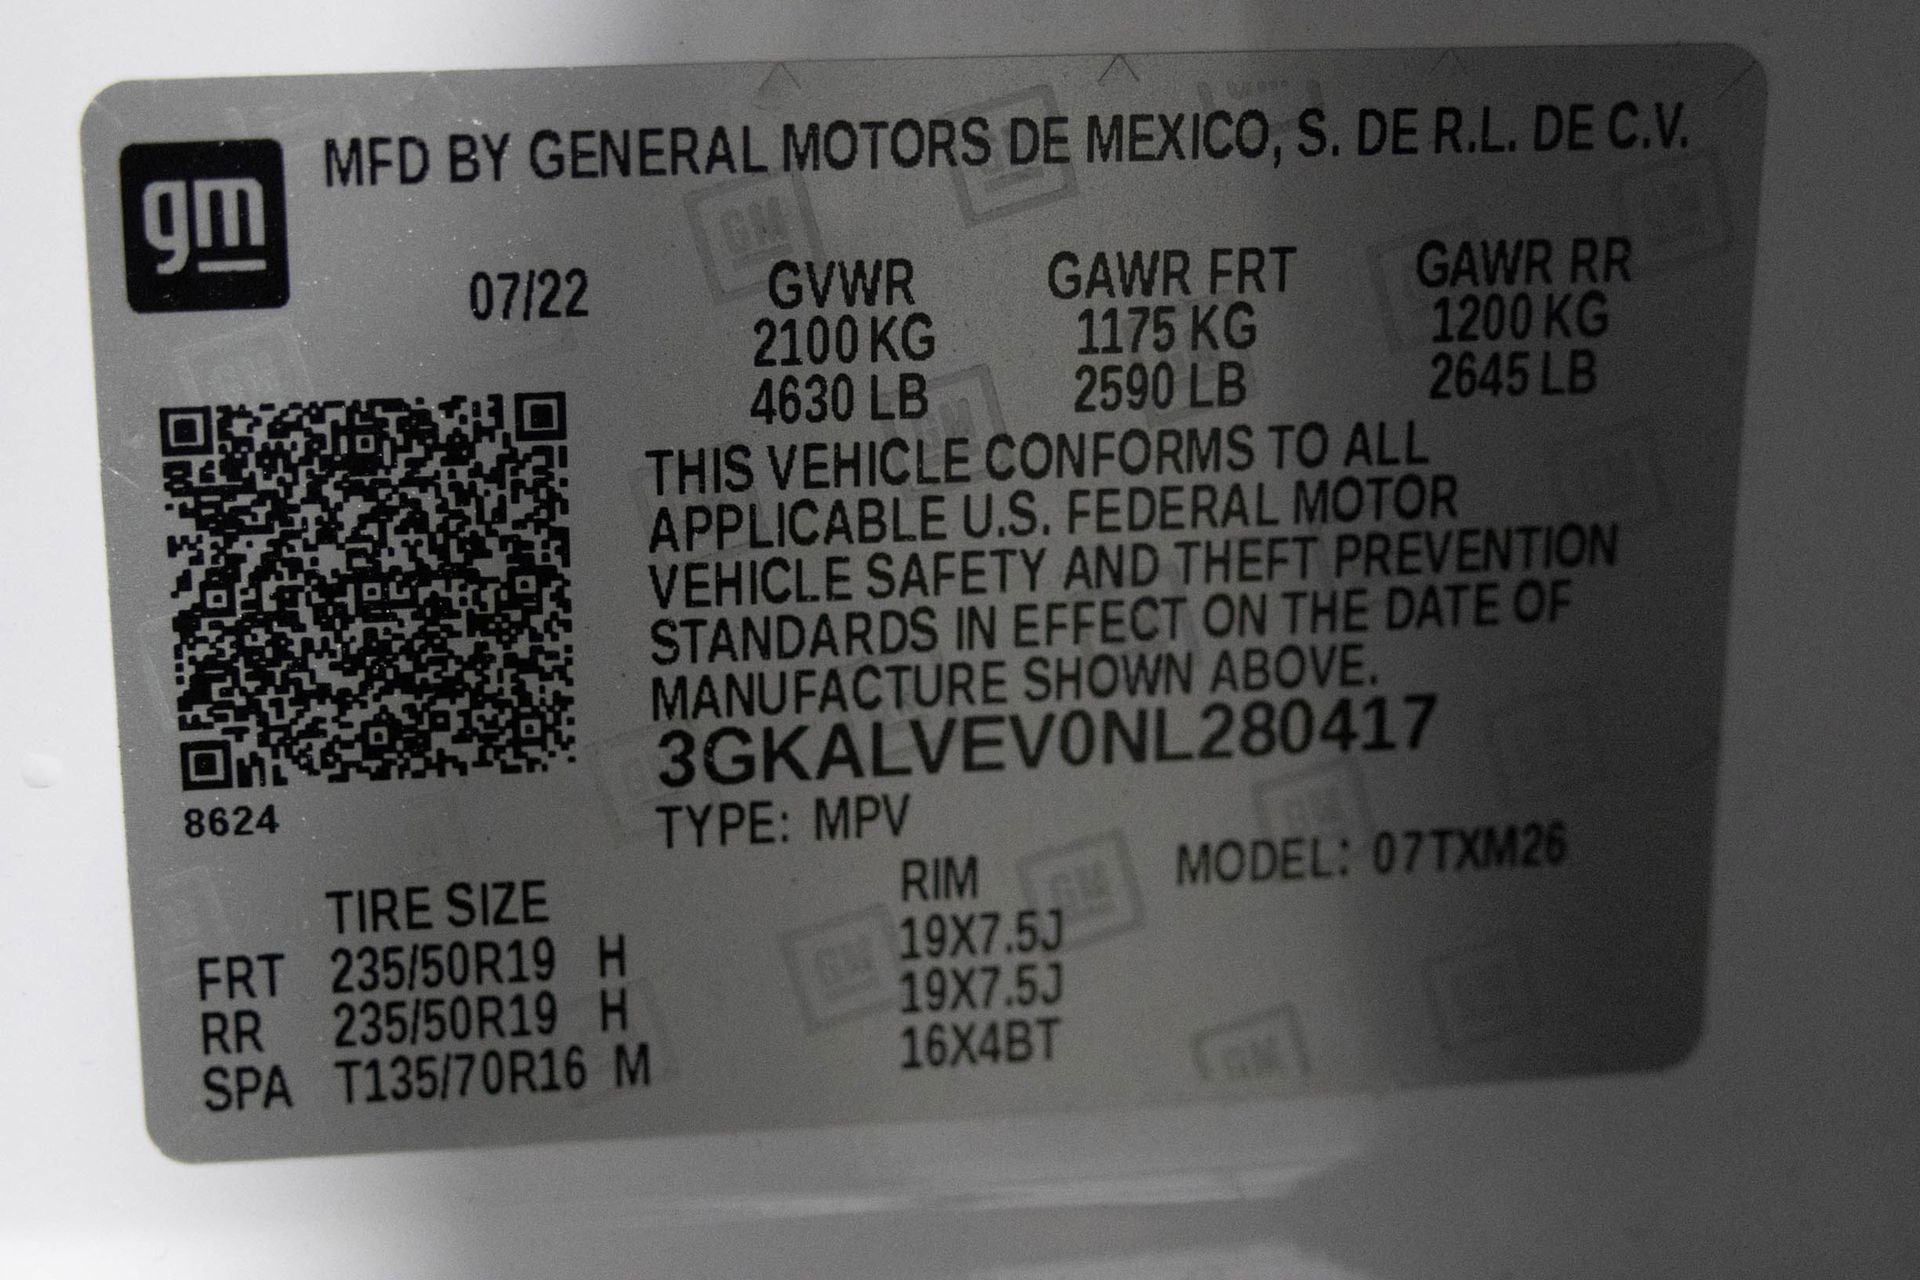 gm
MFD BY GENERAL MOTORS DE MEXICO, S. DE R.L. DE C.V.
07/22 GVWR GAWR FRT GAWR RR
2100 KG 1175 KG 1200 KG
4630 LB 2590 LB 2645 LB
THIS VEHICLE CONFORMS TO ALL
APPLICABLE U.S. FEDERAL MOTOR
VEHICLE SAFETY AND THEFT PREVENTION
STANDARDS IN EFFECT ON THE DATE OF
MANUFACTURE SHOWN ABOVE.
3GKALVEV0NL280417
8624
TYPE: MPV
MODEL: 07TXM26
TIRE SIZE RIM
FRT 235/50R19 H 19X7.5J
RR 235/50R19 H 19X7.5J
SPA T135/70R16 M 16X4BT